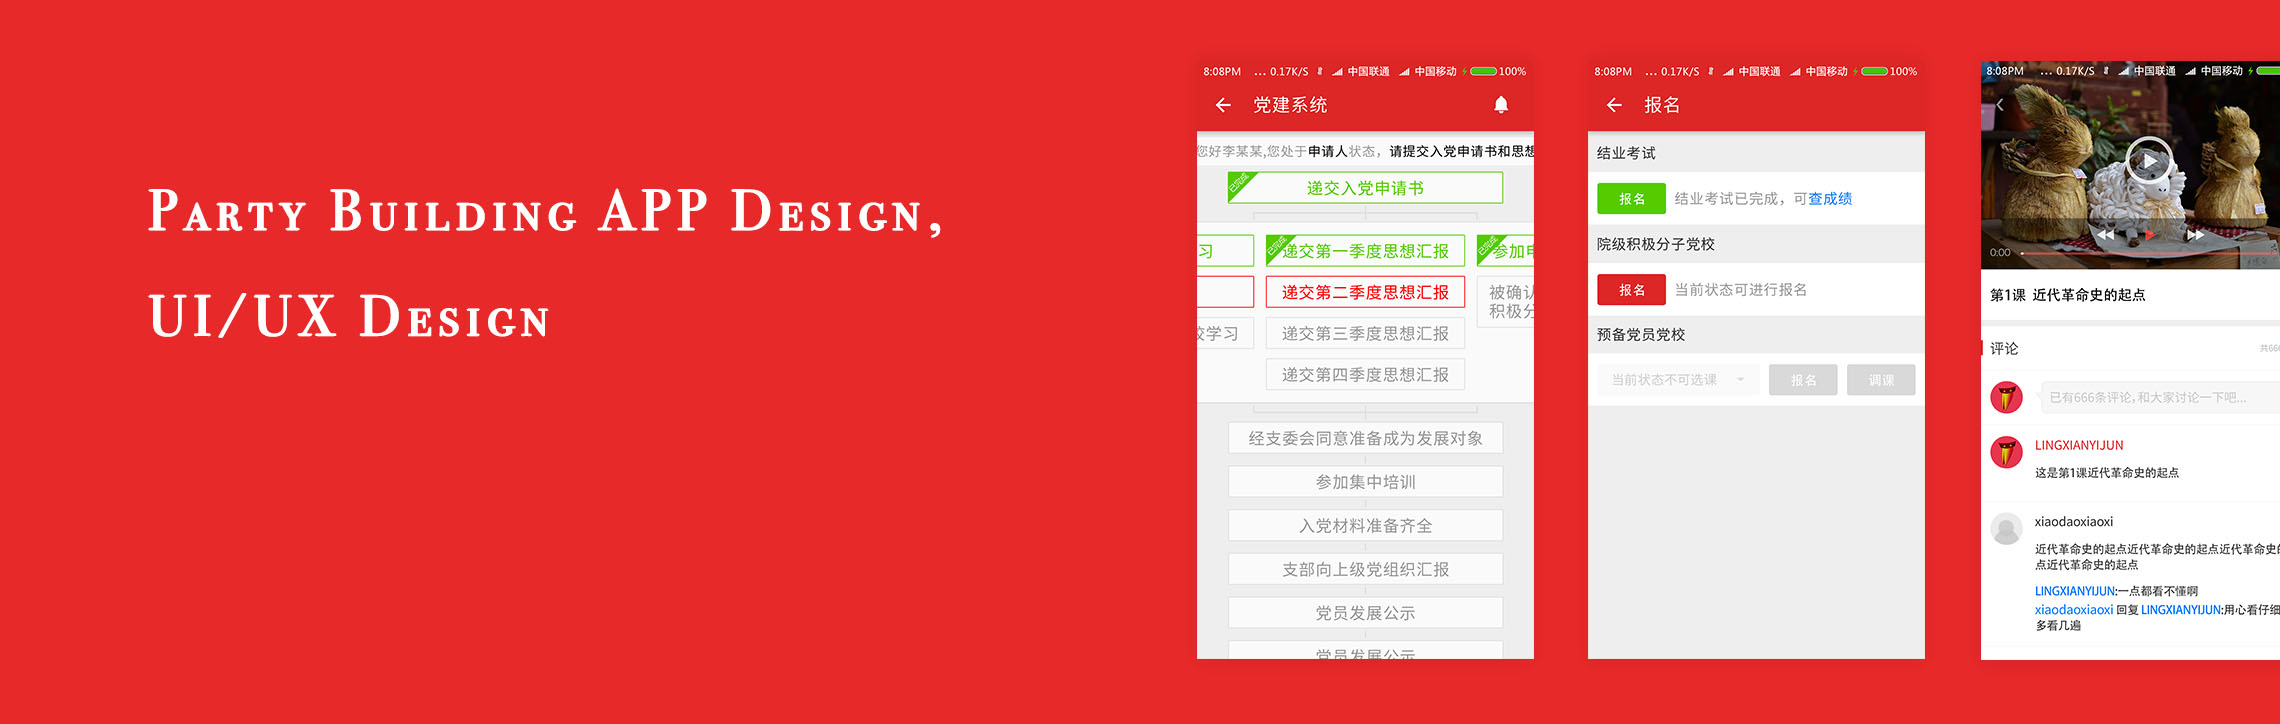 Party Building APP Design,
UI/UX Design
8:08PM ... 0.17K/S 中国联通 中国移动 100%
党建系统
您好李某某,您处于申请人状态，请提交入党申请书和思想
已完成
递交入党申请书
习
已完成
递交第一季度思想汇报
已完成
参加申
递交第二季度思想汇报
被确认
积极分
校学习
递交第三季度思想汇报
递交第四季度思想汇报
经支委会同意准备成为发展对象
参加集中培训
入党材料准备齐全
支部向上级党组织汇报
党员发展公示
党员发展公示
8:08PM ... 0.17K/S 中国联通 中国移动 100%
报名
结业考试
报名 结业考试已完成，可查成绩
院级积极分子党校
报名 当前状态可进行报名
预备党员党校
当前状态不可选课 报名 调课
8:08PM ... 0.17K/S 中国联通 中国移动
0:00
第1课 近代革命史的起点
评论 共666
已有666条评论,和大家讨论一下吧...
LINGXIANYIJUN
这是第1课近代革命史的起点
xiaodaoxiaoxi
近代革命史的起点近代革命史的起点近代革命史的
点近代革命史的起点
LINGXIANYIJUN:一点都看不懂啊
xiaodaoxiaoxi 回复 LINGXIANYIJUN:用心看仔细
多看几遍